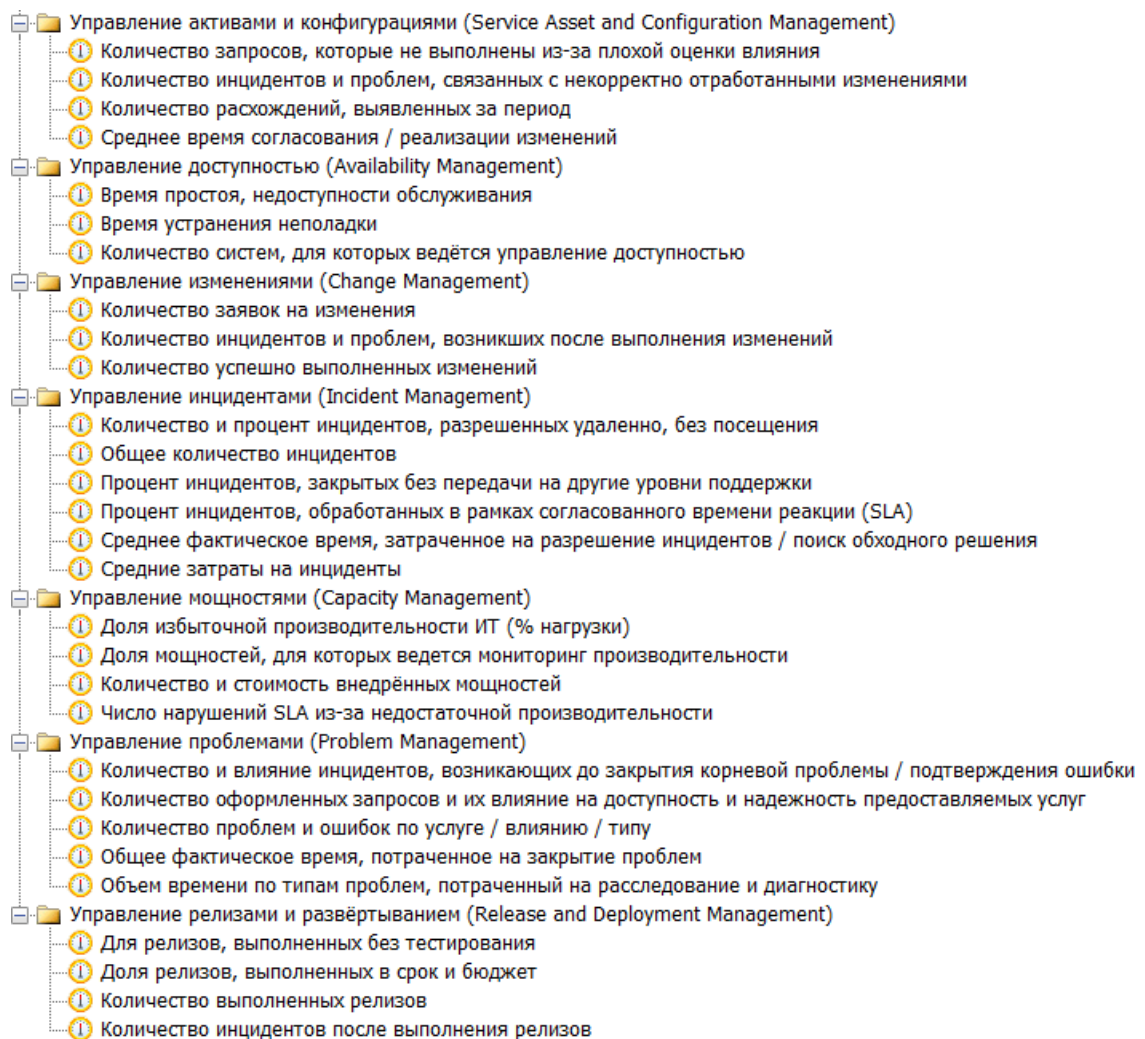 Управление активами и конфигурациями (Service Asset and Configuration Management)
Количество запросов, которые не выполнены из-за плохой оценки влияния
Количество инцидентов и проблем, связанных с некорректно отработанными изменениями
Количество расхождений, выявленных за период
Среднее время согласования / реализации изменений
Управление доступностью (Availability Management)
Время простоя, недоступности обслуживания
Время устранения неполадки
Количество систем, для которых ведётся управление доступностью
Управление изменениями (Change Management)
Количество заявок на изменения
Количество инцидентов и проблем, возникших после выполнения изменений
Количество успешно выполненных изменений
Управление инцидентами (Incident Management)
Количество и процент инцидентов, разрешенных удаленно, без посещения
Общее количество инцидентов
Процент инцидентов, закрытых без передачи на другие уровни поддержки
Процент инцидентов, обработанных в рамках согласованного времени реакции (SLA)
Среднее фактическое время, затраченное на разрешение инцидентов / поиск обходного решения
Средние затраты на инциденты
Управление мощностями (Capacity Management)
Доля избыточной производительности ИТ (% нагрузки)
Доля мощностей, для которых ведется мониторинг производительности
Количество и стоимость внедрённых мощностей
Число нарушений SLA из-за недостаточной производительности
Управление проблемами (Problem Management)
Количество и влияние инцидентов, возникающих до закрытия корневой проблемы / подтверждения ошибки
Количество оформленных запросов и их влияние на доступность и надежность предоставляемых услуг
Количество проблем и ошибок по услуге / влиянию / типу
Общее фактическое время, потраченное на закрытие проблем
Объем времени по типам проблем, потраченный на расследование и диагностику
Управление релизами и развёртыванием (Release and Deployment Management)
Для релизов, выполненных без тестирования
Доля релизов, выполненных в срок и бюджет
Количество выполненных релизов
Количество инцидентов после выполнения релизов